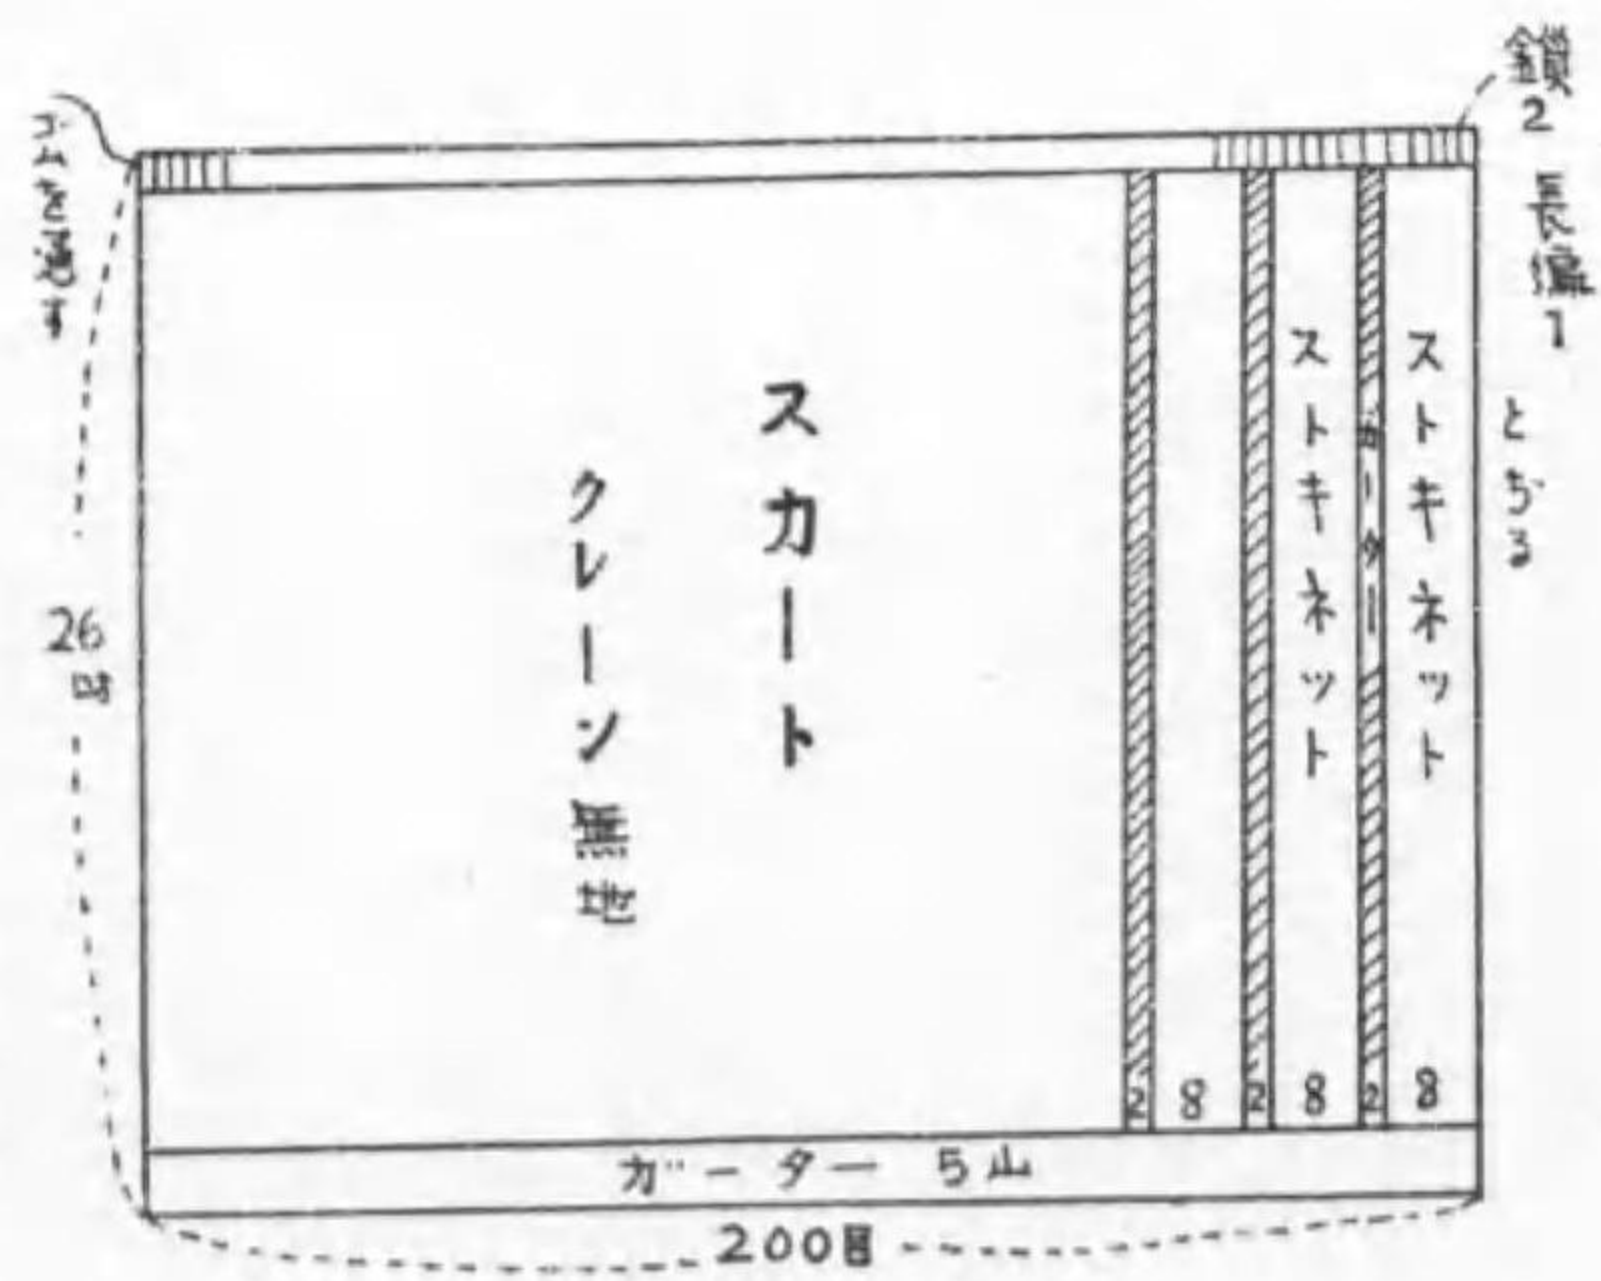 鎖2 長編1
とぢる
ストキネット
ガーター
ストキネット
スカート
クレーン無地
ゴムを通す
26吋
2 8 2 8 2 8
ガーター 5山
200目